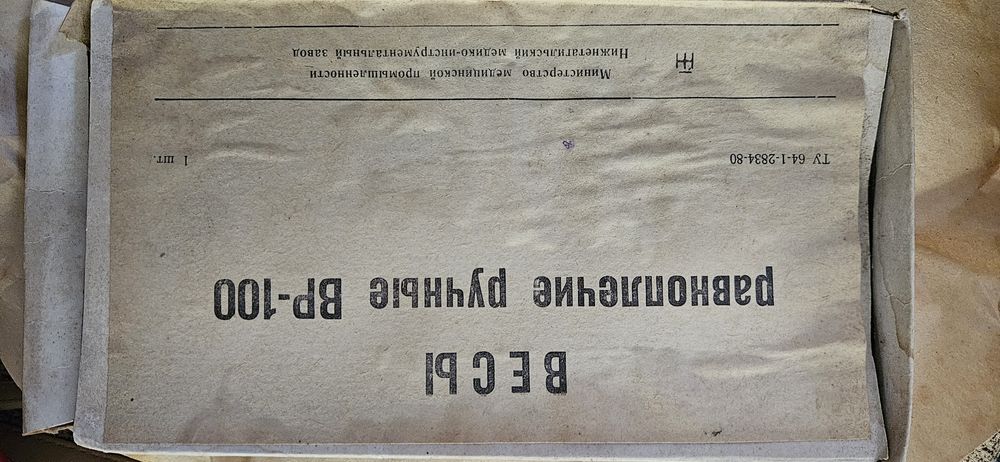 ВЕСЫ
равноплечие ручные ВР-100
ТУ 64-1-2834-80 1 шт.
Министерство медицинской промышленности
Нижнетагильский медико-инструментальный завод